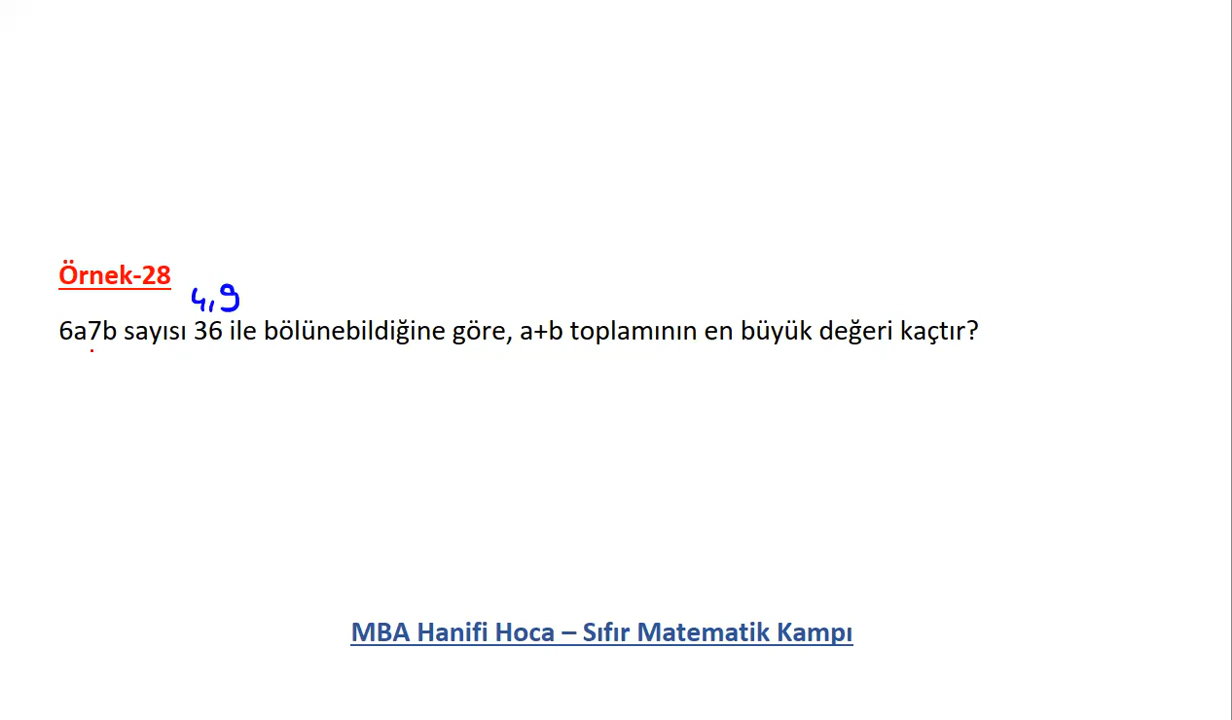 Örnek-28
4,9
6a7b sayısı 36 ile bölünebildiğine göre, a+b toplamının en büyük değeri kaçtır?
MBA Hanifi Hoca – Sıfır Matematik Kampı